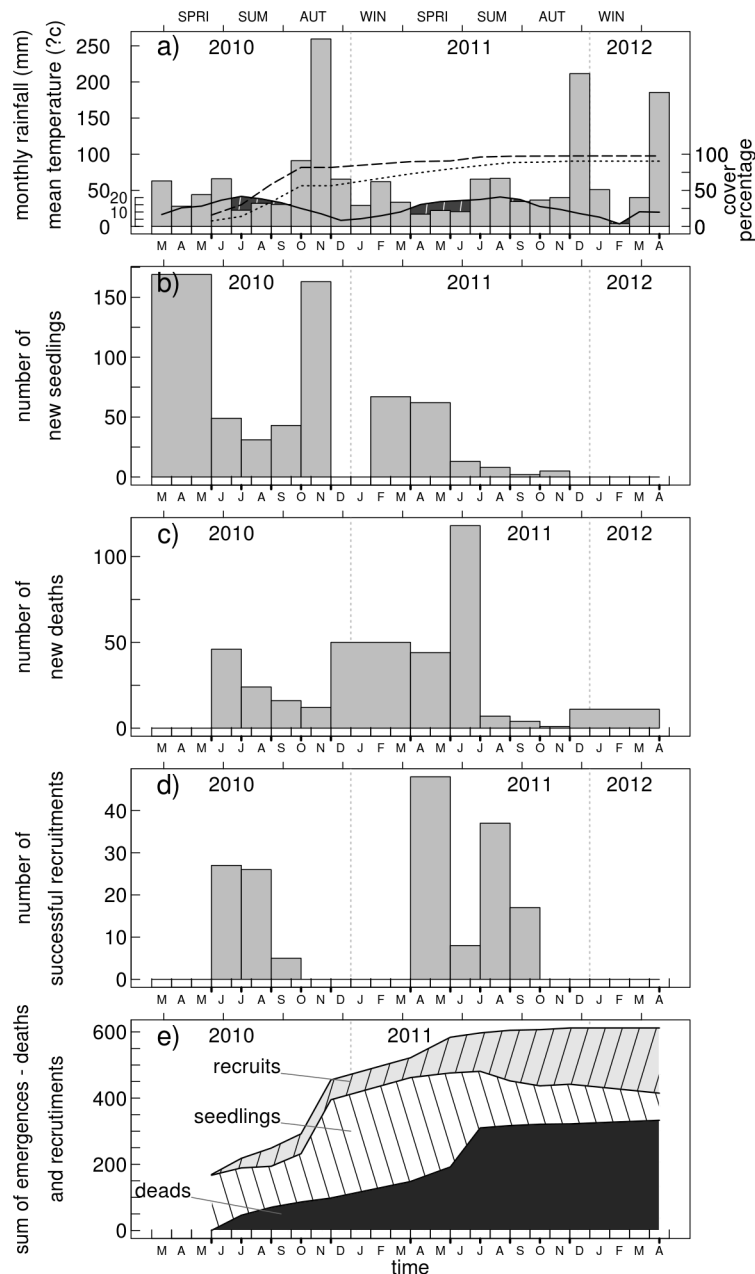 SPRI SUM AUT WIN SPRI SUM AUT WIN
a) 2010 2011 2012
monthly rainfall (mm)
mean temperature (?c)
250
200
150
100
50
0
20
10
100
50
0
cover
percentage
M A M J J A S O N D J F M A M J J A S O N D J F M A
b) 2010 2011 2012
number of
new seedlings
150
100
50
0
M A M J J A S O N D J F M A M J J A S O N D J F M A
c) 2010 2011 2012
number of
new deaths
100
50
0
M A M J J A S O N D J F M A M J J A S O N D J F M A
d) 2010 2011 2012
number of
successful recruitments
40
30
20
10
0
M A M J J A S O N D J F M A M J J A S O N D J F M A
e) 2010 2011
sum of emergences - deaths
and recrutiments
600
400
200
0
recruits
seedlings
deads
M A M J J A S O N D J F M A M J J A S O N D J F M A
time